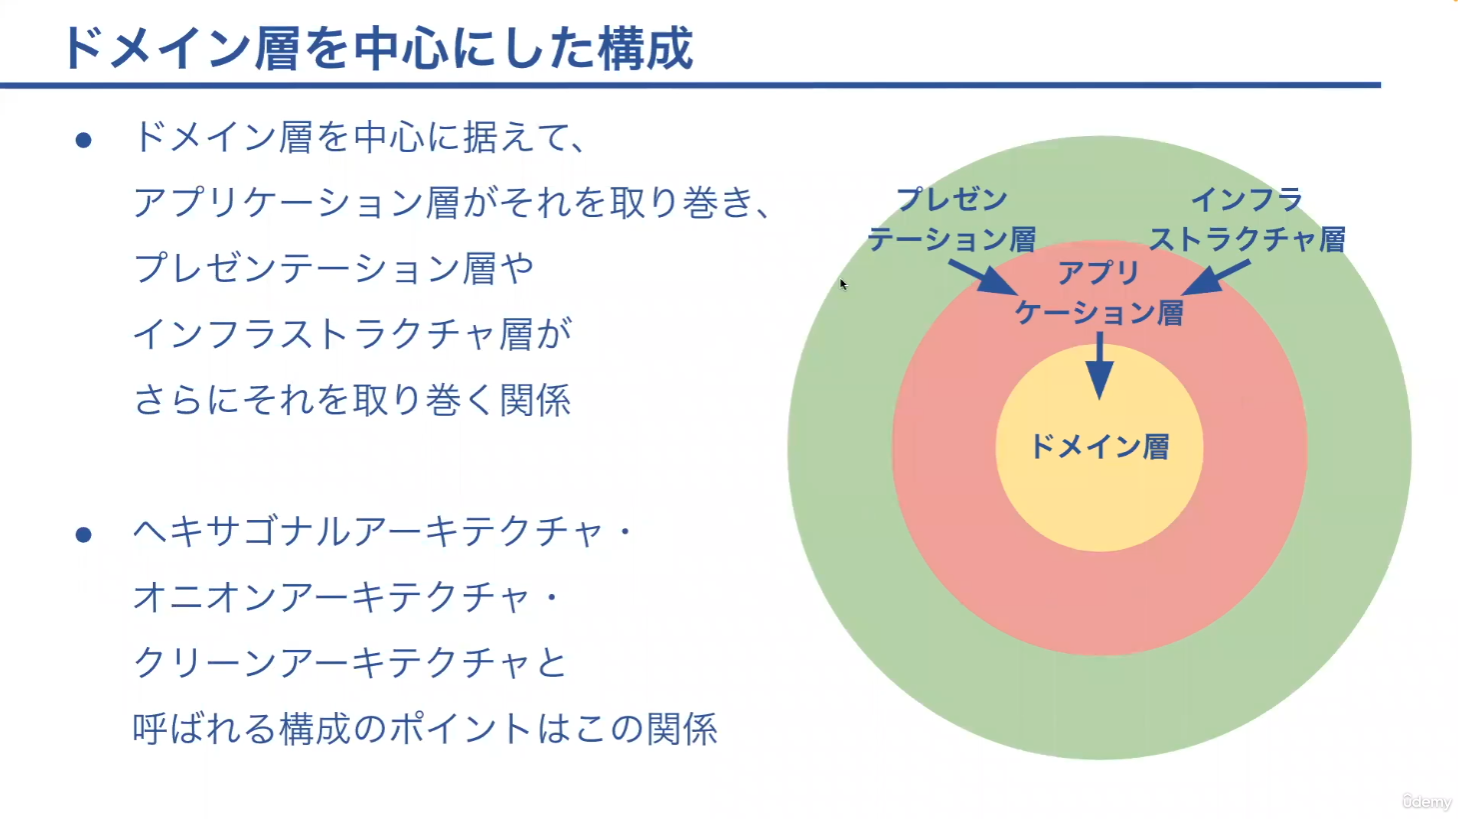 ドメイン層を中心にした構成
● ドメイン層を中心に据えて、
アプリケーション層がそれを取り巻き、
プレゼンテーション層や
インフラストラクチャ層が
さらにそれを取り巻く関係
● ヘキサゴナルアーキテクチャ・
オニオンアーキテクチャ・
クリーンアーキテクチャと
呼ばれる構成のポイントはこの関係
プレゼン
テーション層
インフラ
ストラクチャ層
アプリ
ケーション層
ドメイン層
ûdemy